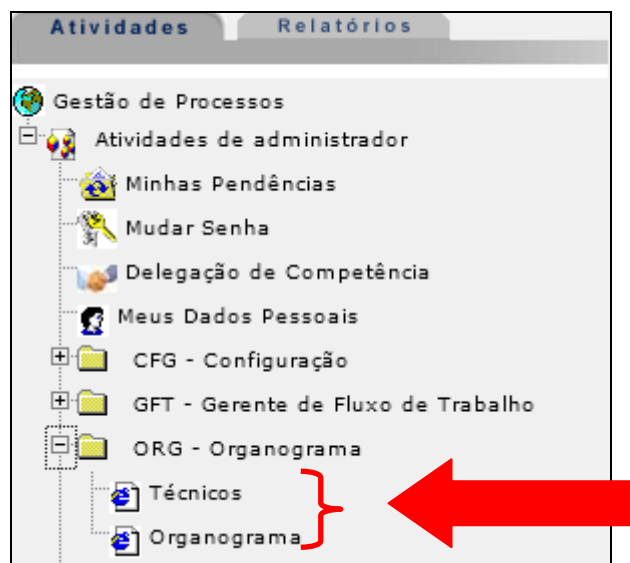 Atividades Relatórios
Gestão de Processos
Atividades de administrador
Minhas Pendências
Mudar Senha
Delegação de Competência
Meus Dados Pessoais
CFG - Configuração
GFT - Gerente de Fluxo de Trabalho
ORG - Organograma
Técnicos
Organograma